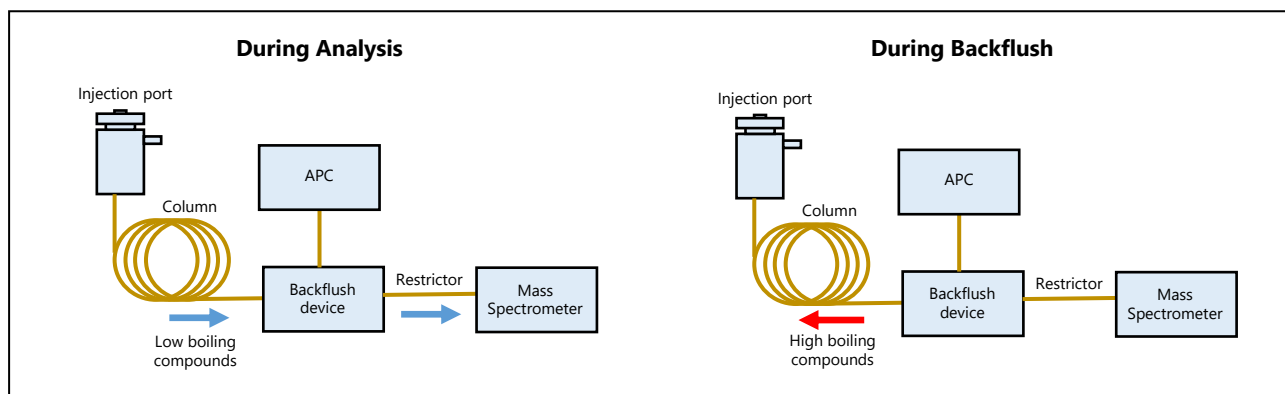 During Analysis
Injection port
APC
Column
Backflush
device
Restrictor
Mass
Spectrometer
Low boiling
compounds
During Backflush
Injection port
APC
Column
Backflush
device
Restrictor
Mass
Spectrometer
High boiling
compounds